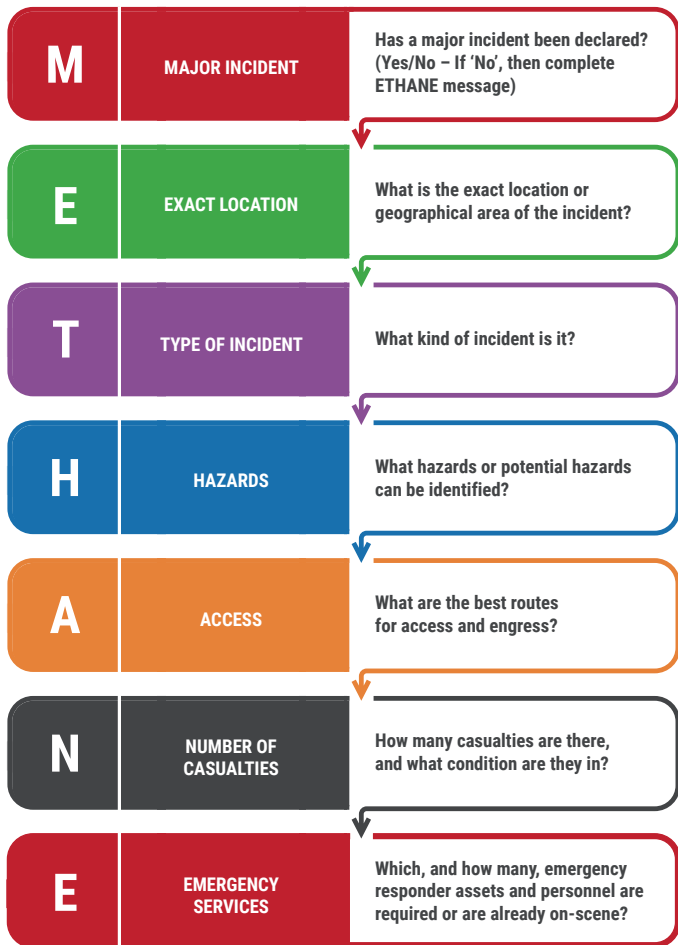 M
MAJOR INCIDENT
Has a major incident been declared?
(Yes/No – If ‘No’, then complete
ETHANE message)
E
EXACT LOCATION
What is the exact location or
geographical area of the incident?
T
TYPE OF INCIDENT
What kind of incident is it?
H
HAZARDS
What hazards or potential hazards
can be identified?
A
ACCESS
What are the best routes
for access and engress?
N
NUMBER OF
CASUALTIES
How many casualties are there,
and what condition are they in?
E
EMERGENCY
SERVICES
Which, and how many, emergency
responder assets and personnel are
required or are already on-scene?